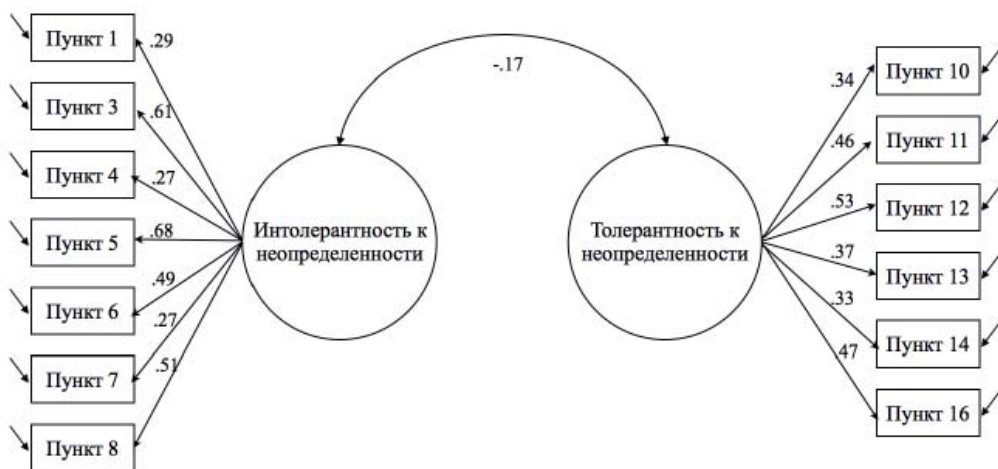 Пункт 1
.29
Пункт 3
.61
Пункт 4
.27
Пункт 5
.68
Пункт 6
.49
Пункт 7
.27
Пункт 8
.51
-.17
Интолерантность к
неопределенности
Толерантность к
неопределенности
.34
Пункт 10
.46
Пункт 11
.53
Пункт 12
.37
Пункт 13
.33
Пункт 14
.47
Пункт 16